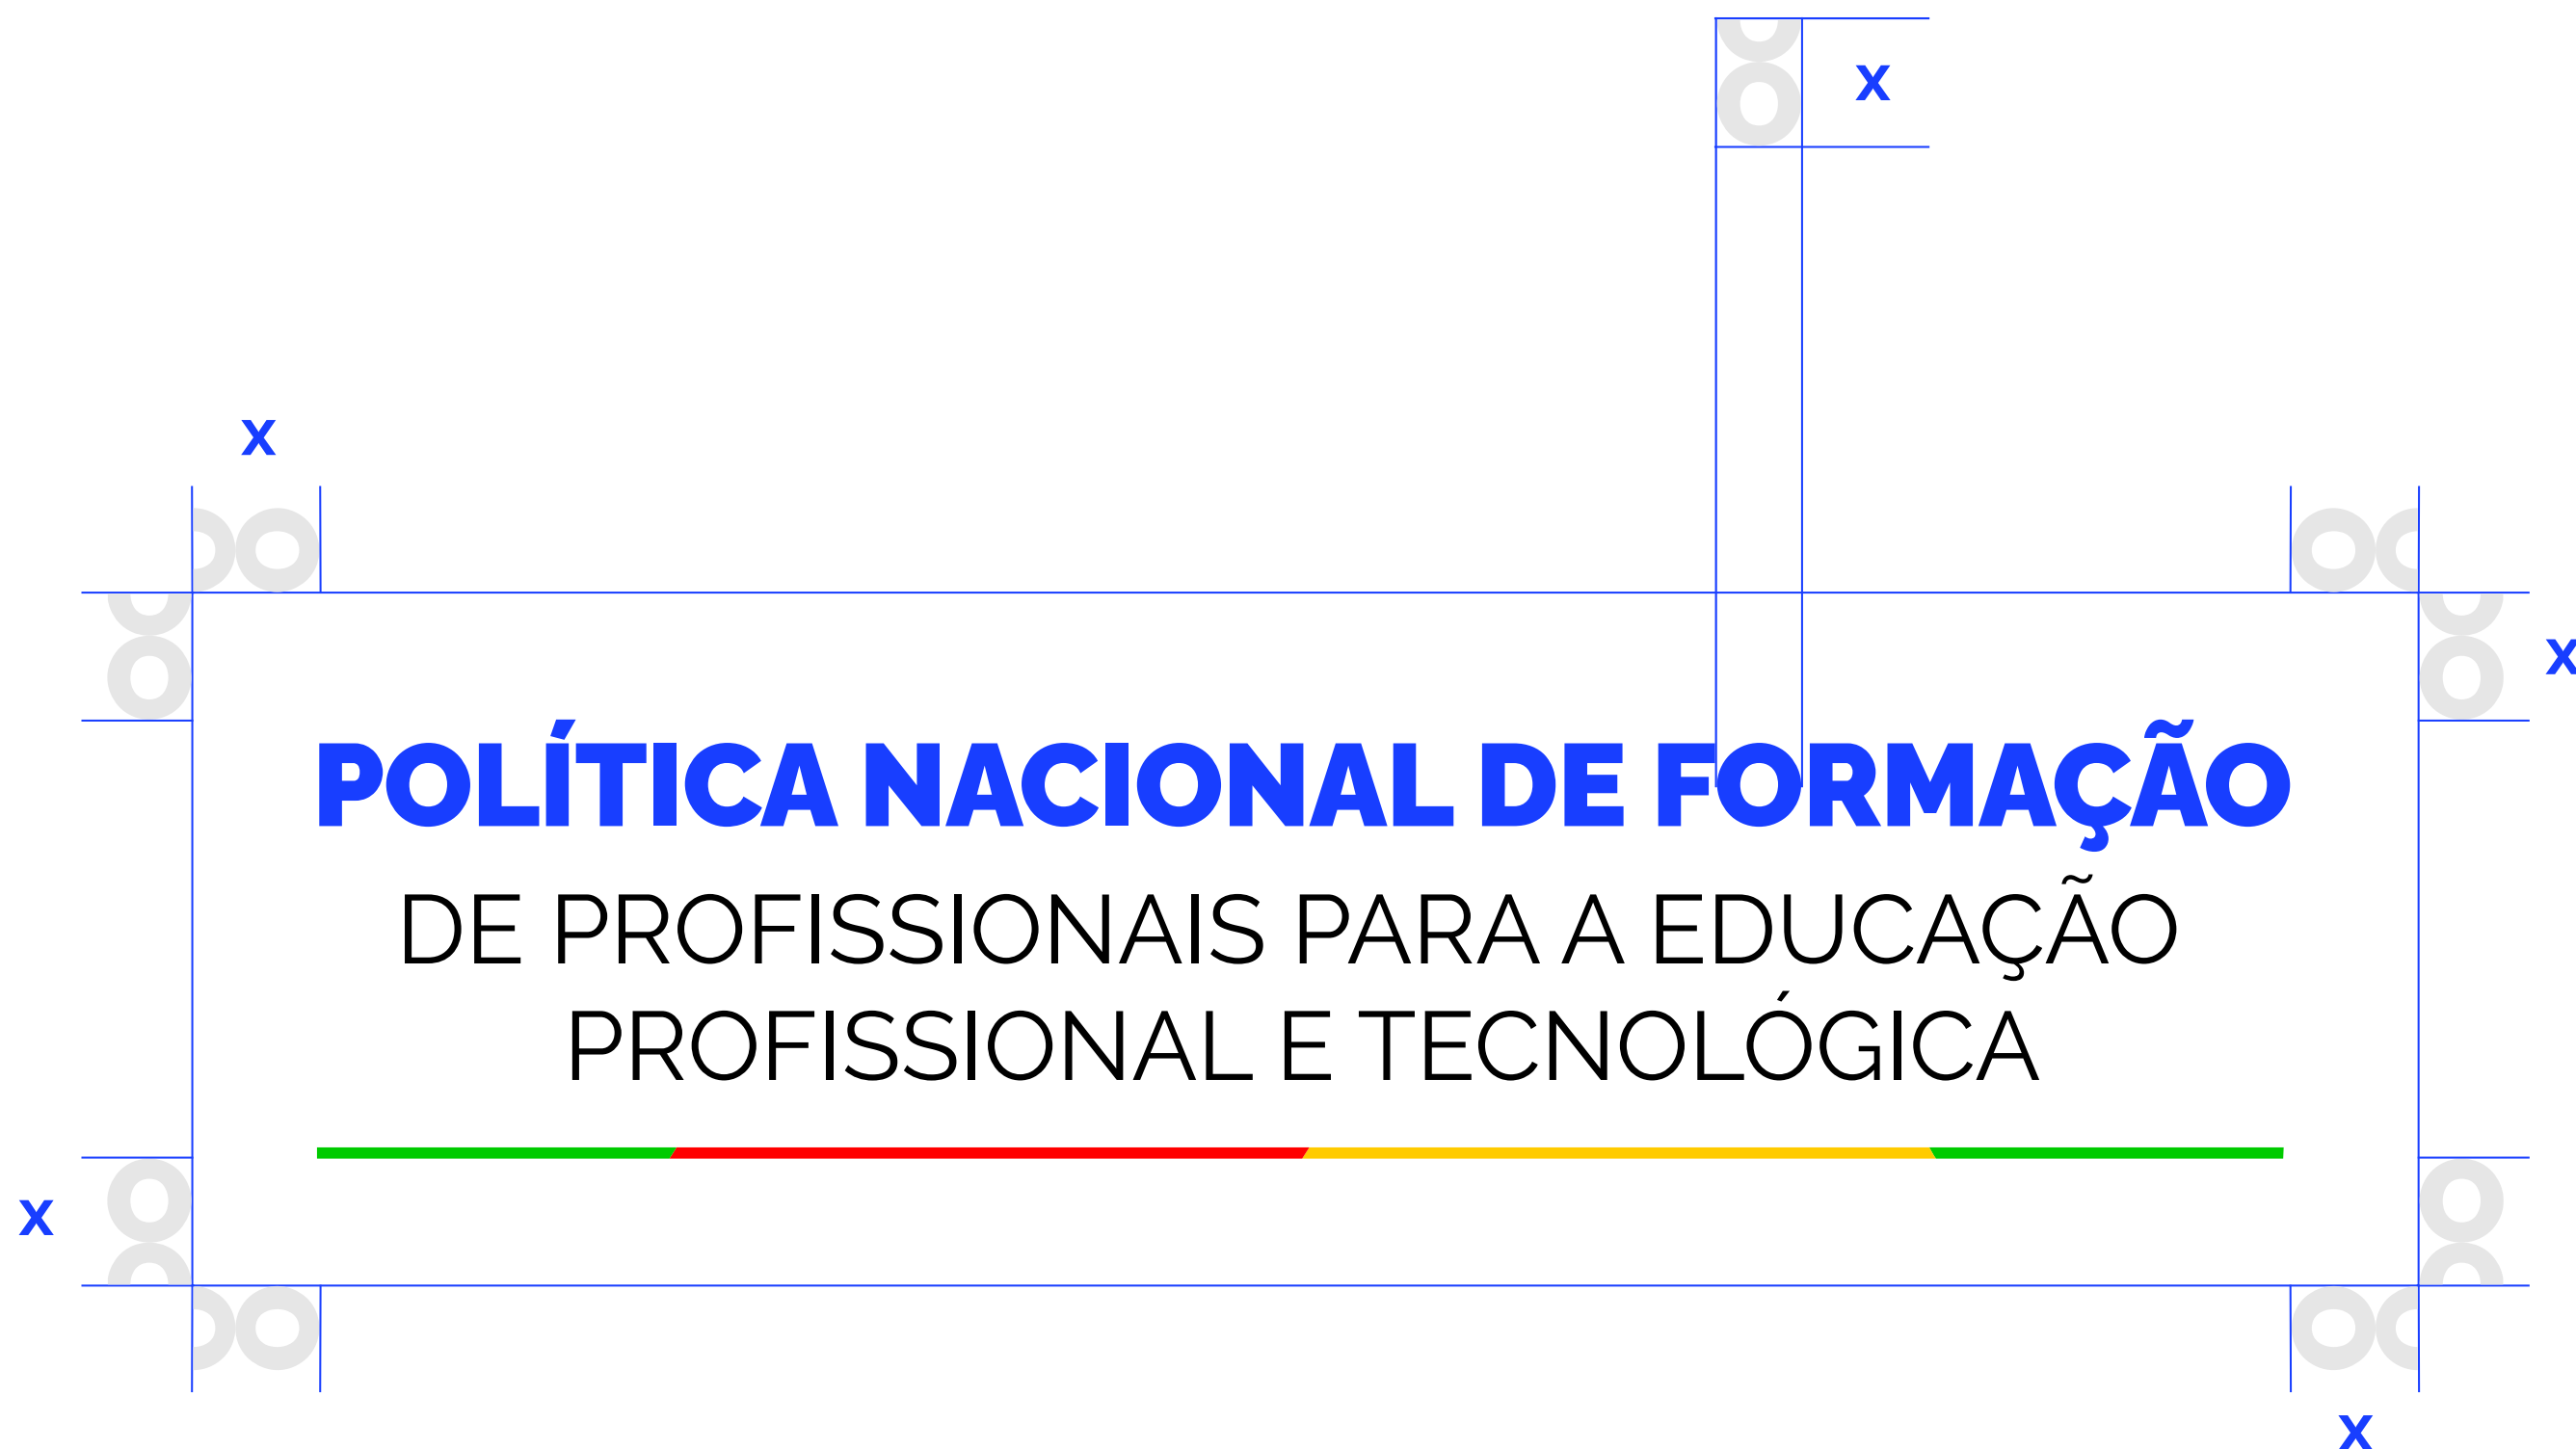 x
x
x
POLÍTICA NACIONAL DE FORMAÇÃO
DE PROFISSIONAIS PARA A EDUCAÇÃO
PROFISSIONAL E TECNOLÓGICA
x
x